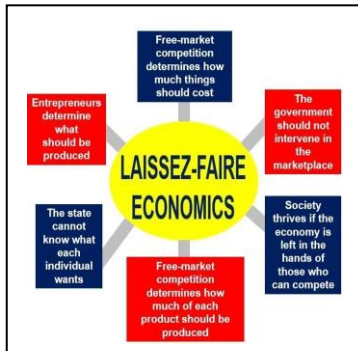 Free-market
competition
determines how
much things
should cost
Entrepreneurs
determine
what
should be
produced
The
government
should not
intervene in
the
marketplace
LAISSEZ-FAIRE
ECONOMICS
The state
cannot
know what
each
individual
wants
Society
thrives if the
economy is
left in the
hands of
those who
can compete
Free-market
competition
determines how
much of each
product should be
produced